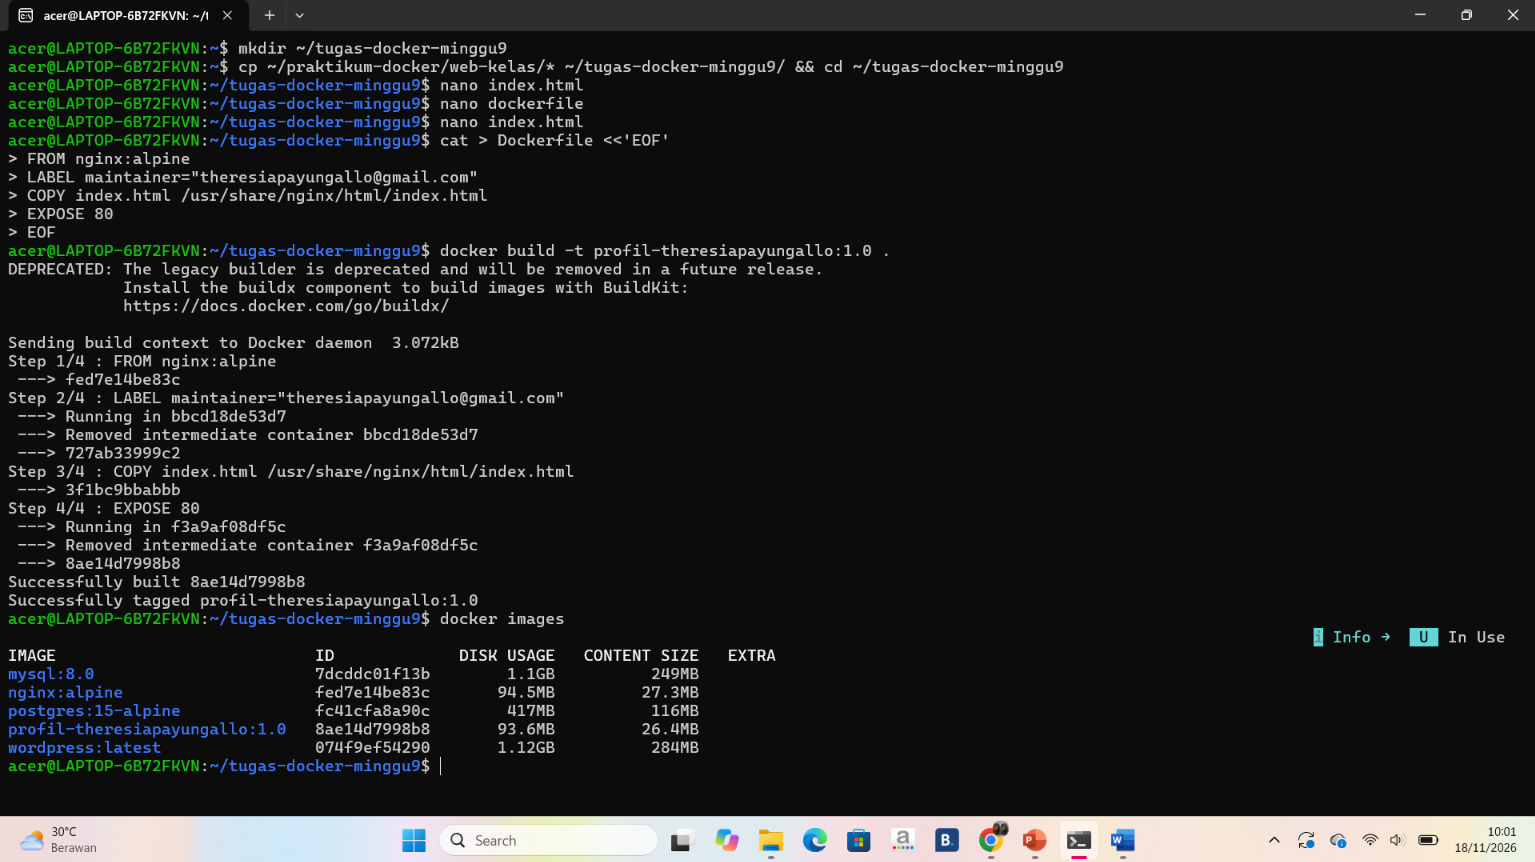 acer@LAPTOP-6B72FKVN: ~/t
acer@LAPTOP-6B72FKVN:~$ mkdir ~/tugas-docker-minggu9
acer@LAPTOP-6B72FKVN:~$ cp ~/praktikum-docker/web-kelas/* ~/tugas-docker-minggu9/ && cd ~/tugas-docker-minggu9
acer@LAPTOP-6B72FKVN:~/tugas-docker-minggu9$ nano index.html
acer@LAPTOP-6B72FKVN:~/tugas-docker-minggu9$ nano dockerfile
acer@LAPTOP-6B72FKVN:~/tugas-docker-minggu9$ nano index.html
acer@LAPTOP-6B72FKVN:~/tugas-docker-minggu9$ cat > Dockerfile <<'EOF'
> FROM nginx:alpine
> LABEL maintainer="theresiapayungallo@gmail.com"
> COPY index.html /usr/share/nginx/html/index.html
> EXPOSE 80
> EOF
acer@LAPTOP-6B72FKVN:~/tugas-docker-minggu9$ docker build -t profil-theresiapayungallo:1.0 .
DEPRECATED: The legacy builder is deprecated and will be removed in a future release.
Install the buildx component to build images with BuildKit:
https://docs.docker.com/go/buildx/
Sending build context to Docker daemon  3.072kB
Step 1/4 : FROM nginx:alpine
---> fed7e14be83c
Step 2/4 : LABEL maintainer="theresiapayungallo@gmail.com"
---> Running in bbcd18de53d7
---> Removed intermediate container bbcd18de53d7
---> 727ab33999c2
Step 3/4 : COPY index.html /usr/share/nginx/html/index.html
---> 3f1bc9bbabbb
Step 4/4 : EXPOSE 80
---> Running in f3a9af08df5c
---> Removed intermediate container f3a9af08df5c
---> 8ae14d7998b8
Successfully built 8ae14d7998b8
Successfully tagged profil-theresiapayungallo:1.0
acer@LAPTOP-6B72FKVN:~/tugas-docker-minggu9$ docker images
i Info → U In Use
IMAGE ID DISK USAGE CONTENT SIZE EXTRA
mysql:8.0 7dcddc01f13b 1.1GB 249MB
nginx:alpine fed7e14be83c 94.5MB 27.3MB
postgres:15-alpine fc41cfa8a90c 417MB 116MB
profil-theresiapayungallo:1.0 8ae14d7998b8 93.6MB 26.4MB
wordpress:latest 074f9ef54290 1.12GB 284MB
acer@LAPTOP-6B72FKVN:~/tugas-docker-minggu9$
30°C
Berawan
Search
10:01
18/11/2026